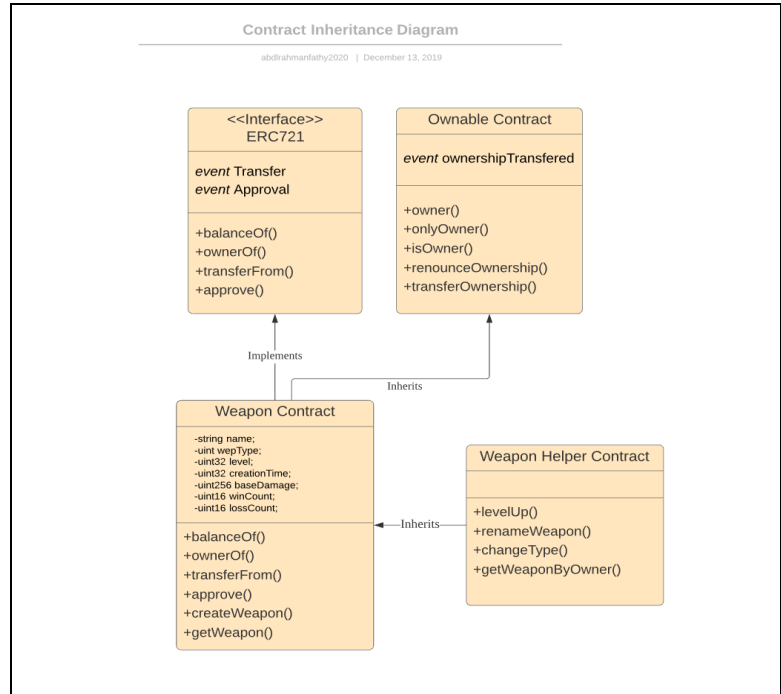 Contract Inheritance Diagram
abdlrahmanfathy2020 | December 13, 2019
<<Interface>>
ERC721
event Transfer
event Approval
+balanceOf()
+ownerOf()
+transferFrom()
+approve()
Ownable Contract
event ownershipTransfered
+owner()
+onlyOwner()
+isOwner()
+renounceOwnership()
+transferOwnership()
Implements
Inherits
Weapon Contract
-string name;
-uint wepType;
-uint32 level;
-uint32 creationTime;
-uint256 baseDamage;
-uint16 winCount;
-uint16 lossCount;
+balanceOf()
+ownerOf()
+transferFrom()
+approve()
+createWeapon()
+getWeapon()
Inherits
Weapon Helper Contract
+levelUp()
+renameWeapon()
+changeType()
+getWeaponByOwner()